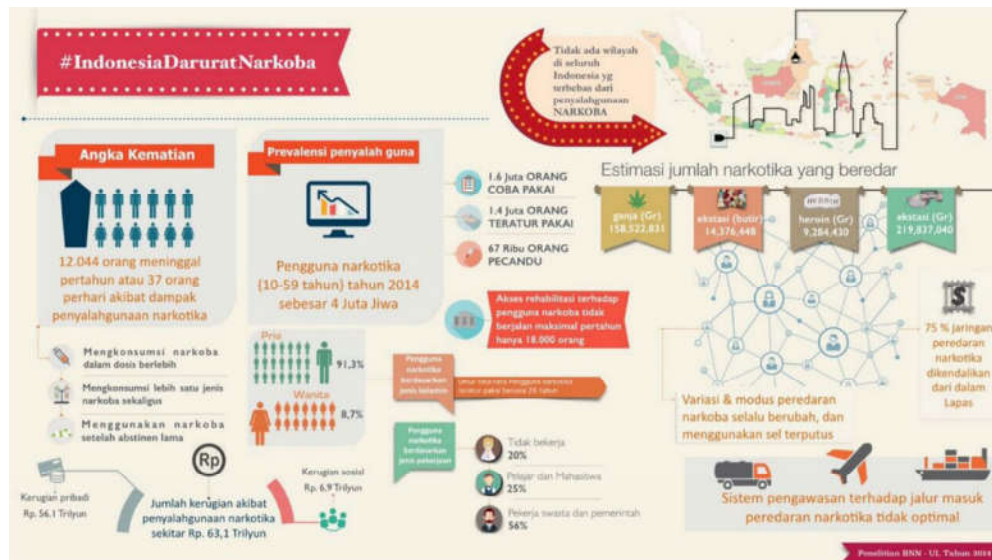 #IndonesiaDaruratNarkoba
Tidak ada wilayah
di seluruh
Indonesia yg
terbebas dari
penyalahgunaan
NARKOBA
Angka Kematian
12.044 orang meninggal
pertahun atau 37 orang
perhari akibat dampak
penyalahgunaan narkotika
Mengkonsumsi narkoba
dalam dosis berlebih
Mengkonsumsi lebih satu jenis
narkoba sekaligus
Menggunakan narkoba
setelah abstinen lama
Prevalensi penyalah guna
Pengguna narkotika
(10-59 tahun) tahun 2014
sebesar 4 Juta Jiwa
1.6 Juta ORANG
COBA PAKAI
1.4 Juta ORANG
TERATUR PAKAI
67 Ribu ORANG
PECANDU
Akses rehabilitasi terhadap
pengguna narkoba tidak
berjalan maksimal pertahun
hanya 18.000 orang
Pria
91,3%
Wanita
8,7%
Pengguna
narkotika
berdasarkan
jenis kelamin
Pengguna
narkotika
berdasarkan
jenis pekerjaan
Tidak bekerja
20%
Pelajar dan Mahasiswa
25%
Pekerja swasta dan pemerintah
56%
Rp
Kerugian pribadi
Rp. 56,1 Trilyun
Jumlah kerugian akibat
penyalahgunaan narkotika
sekitar Rp. 63,1 Trilyun
Kerugian sosial
Rp. 6,9 Trilyun
Estimasi jumlah narkotika yang beredar
ganja (Gr)
158,522,831
ekstasi (butir)
14,376,448
heroin (Gr)
9,284,430
ekstasi (Gr)
219,837,040
$
75 % jaringan
peredaran
narkotika
dikendalikan
dari dalam
Lapas
Variasi & modus peredaran
narkoba selalu berubah, dan
menggunakan sel terputus
Sistem pengawasan terhadap jalur masuk
peredaran narkotika tidak optimal
Penelitian BNN - UI, Tahun